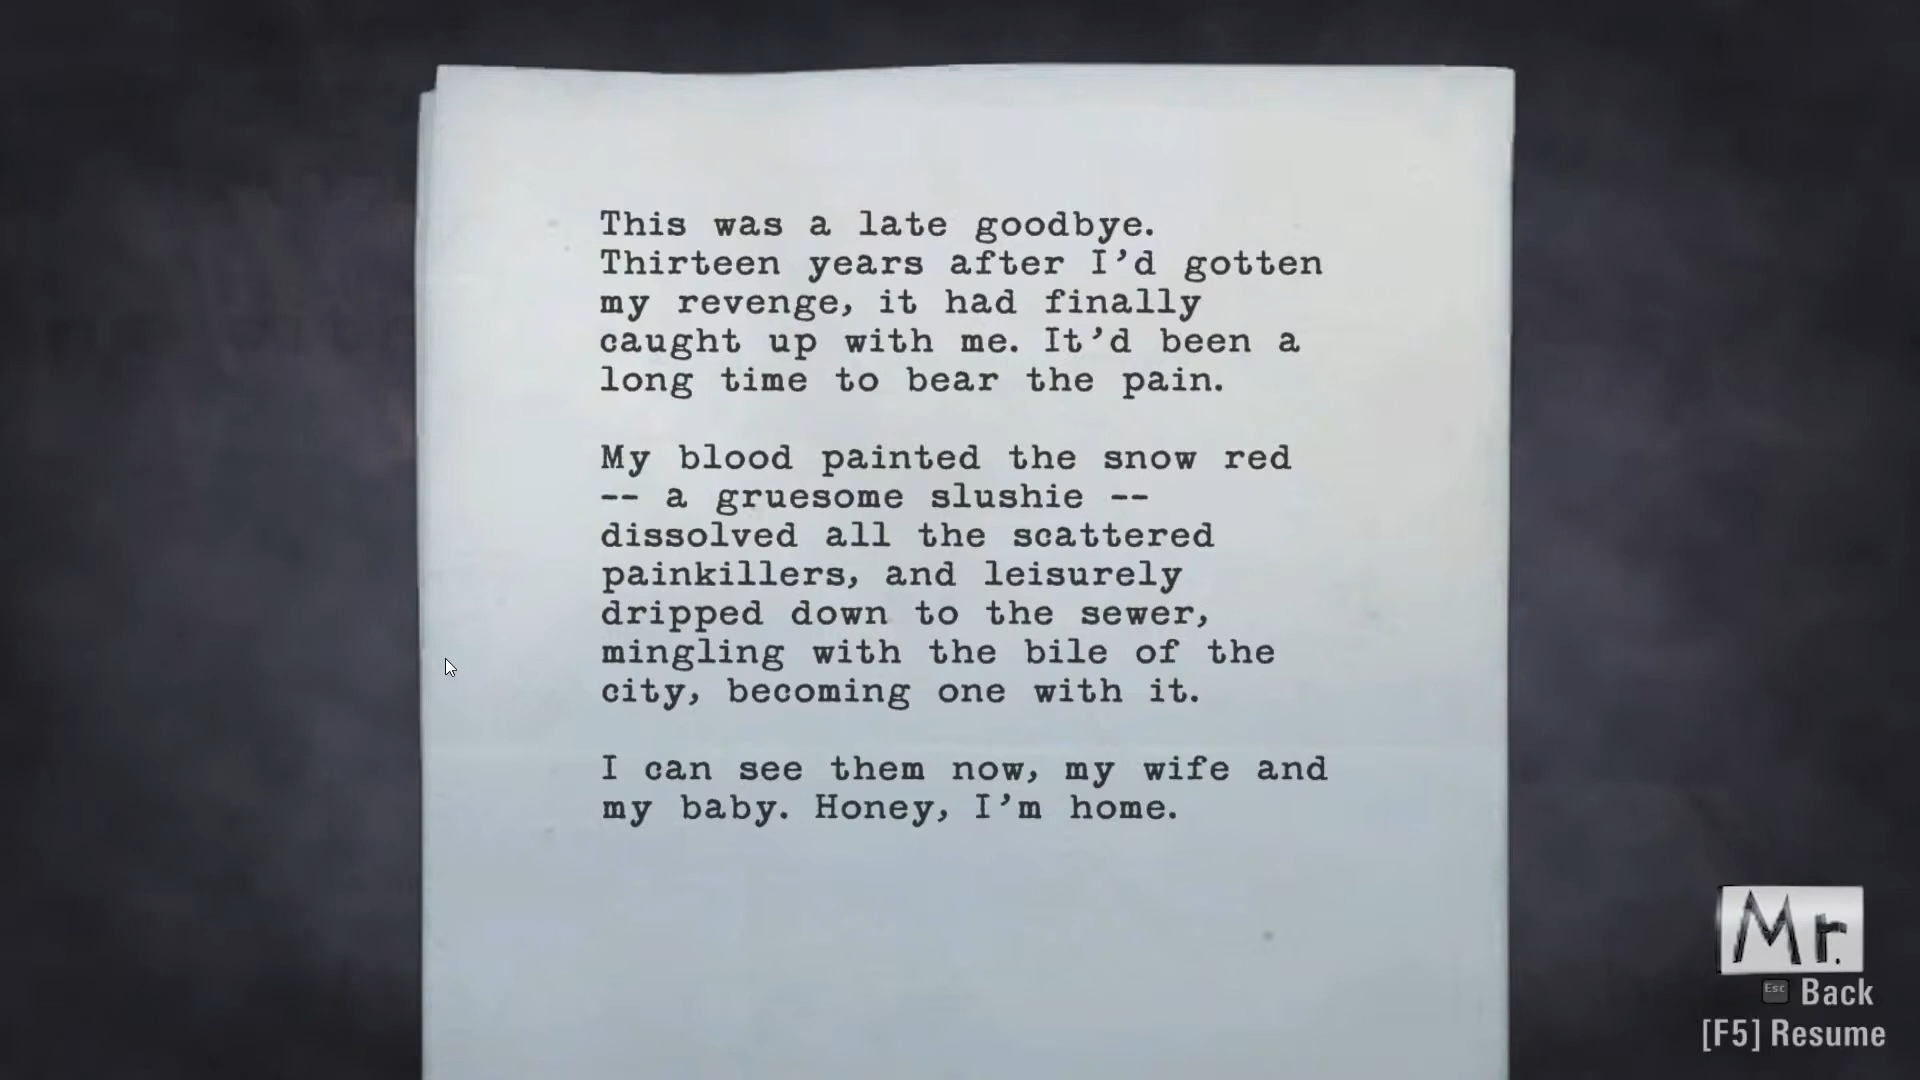 This was a late goodbye.
Thirteen years after I’d gotten
my revenge, it had finally
caught up with me. It’d been a
long time to bear the pain.
My blood painted the snow red
-- a gruesome slushie --
dissolved all the scattered
painkillers, and leisurely
dripped down to the sewer,
mingling with the bile of the
city, becoming one with it.
I can see them now, my wife and
my baby. Honey, I’m home.
Mr.
Esc Back
[F5] Resume